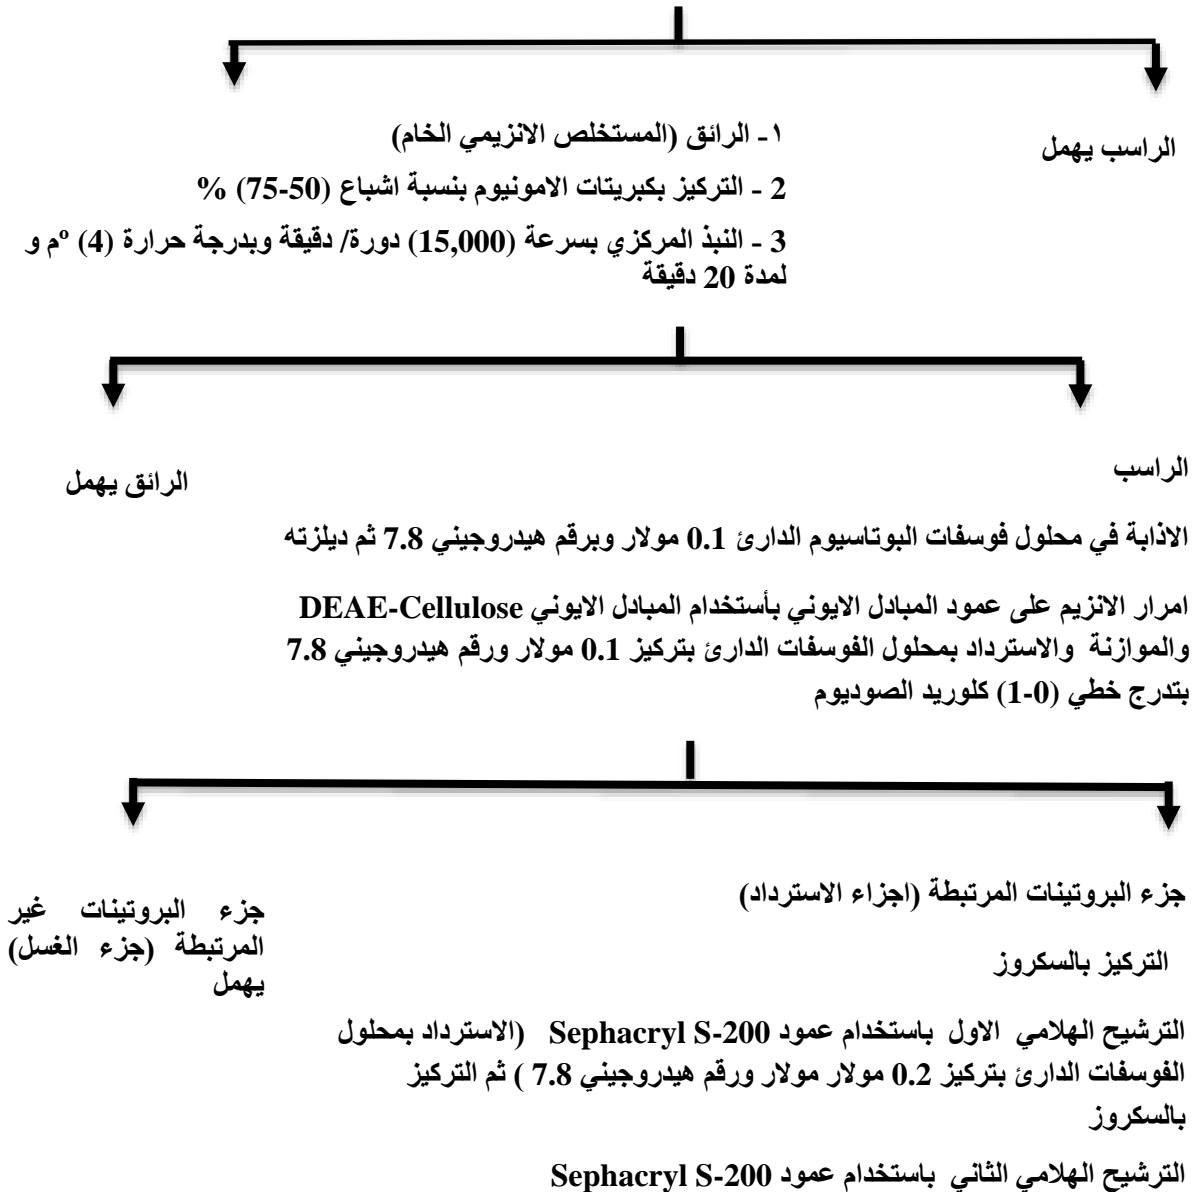 الراسب يهمل
١- الرائق (المستخلص الانزيمي الخام)
2 - التركيز بكبريتات الامونيوم بنسبة اشباع (50-75) %
3 - النبذ المركزي بسرعة (15,000) دورة/ دقيقة وبدرجة حرارة (4) ºم و
لمدة 20 دقيقة
الراسب
الرائق يهمل
الاذابة في محلول فوسفات البوتاسيوم الدارئ 0.1 مولار وبرقم هيدروجيني 7.8 ثم ديلزته
امرار الانزيم على عمود المبادل الايوني بأستخدام المبادل الايوني DEAE-Cellulose
والموازنة والاسترداد بمحلول الفوسفات الدارئ بتركيز 0.1 مولار ورقم هيدروجيني 7.8
بتدرج خطي (0-1) كلوريد الصوديوم
جزء البروتينات المرتبطة (اجزاء الاسترداد)
جزء البروتينات غير
المرتبطة (جزء الغسل)
يهمل
التركيز بالسكروز
الترشيح الهلامي الاول باستخدام عمود Sephacryl S-200 (الاسترداد بمحلول
الفوسفات الدارئ بتركيز 0.2 مولار مولار ورقم هيدروجيني 7.8 ) ثم التركيز
بالسكروز
الترشيح الهلامي الثاني باستخدام عمود Sephacryl S-200